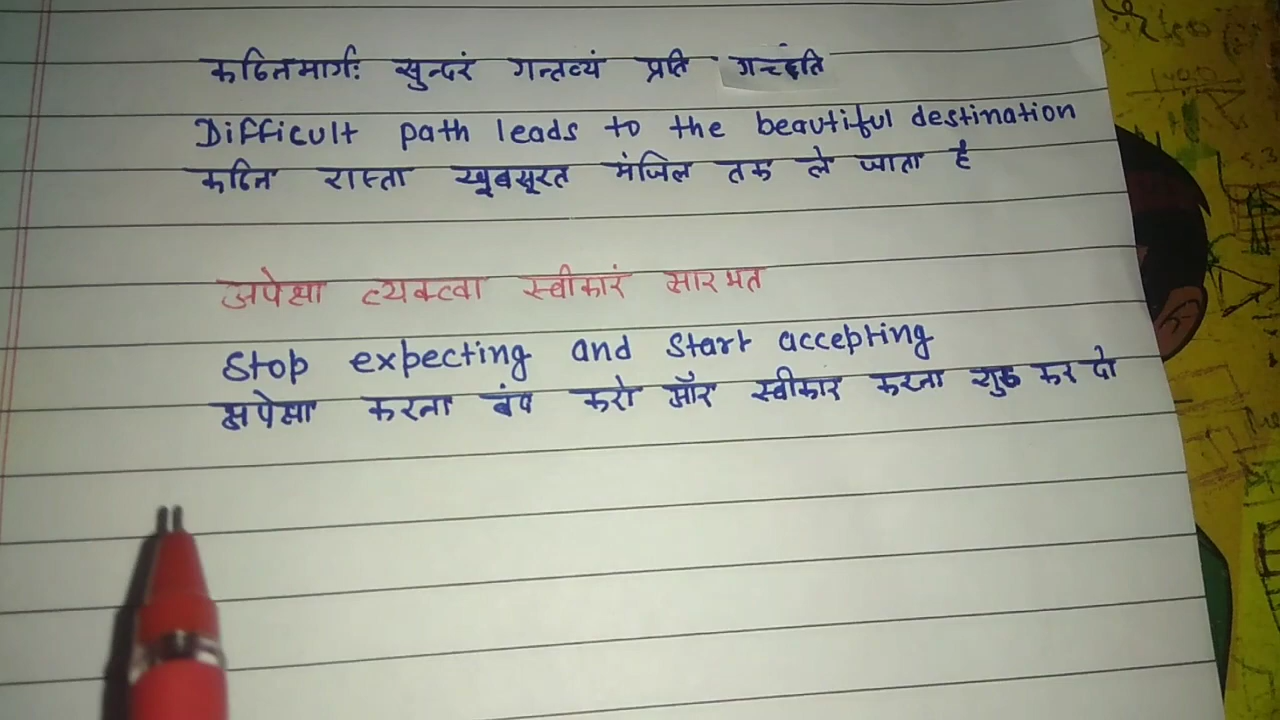 कठिनमार्गः सुन्दरं गन्तव्यं प्रति गच्छति
Difficult path leads to the beautiful destination
कठिन रास्ता खूबसूरत मंजिल तक ले जाता है
अपेक्षा त्यक्त्वा स्वीकारं आरभत
Stop expecting and start accepting
अपेक्षा करना बंद करो और स्वीकार करना शुरू कर दो